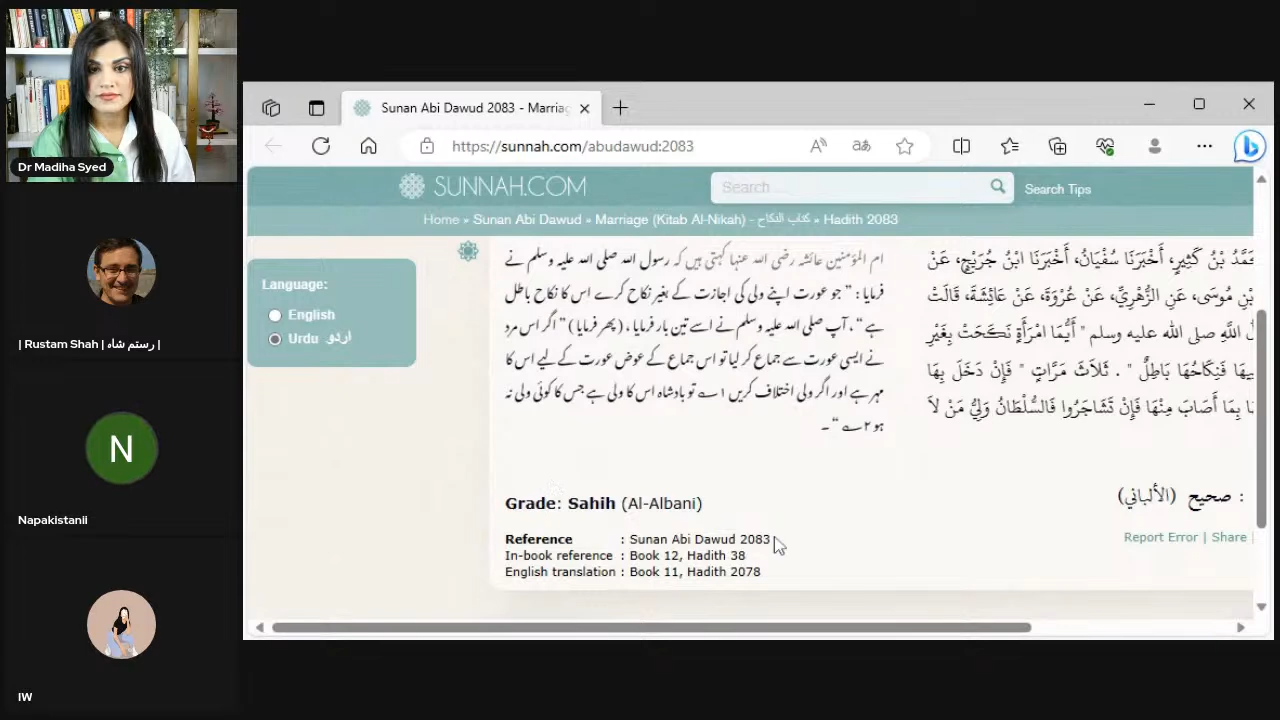 Dr Madiha Syed
| Rustam Shah | رستم شاہ |
N
Napakistanii
IW
Sunan Abi Dawud 2083 - Marria
https://sunnah.com/abudawud:2083
SUNNAH.COM
Search …
Search Tips
Home » Sunan Abi Dawud » Marriage (Kitab Al-Nikah) - كتاب النكاح » Hadith 2083
Language:
English
Urdu اردو
ام المؤمنین عائشہ رضی اللہ عنہا کہتی ہیں کہ رسول اللہ صلی اللہ علیہ وسلم نے
فرمایا : " جو عورت اپنے ولی کی اجازت کے بغیر نکاح کرے اس کا نکاح باطل
ہے " ، آپ صلی اللہ علیہ وسلم نے اسے تین بار فرمایا ، ( پھر فرمایا ) " اگر اس مرد
نے ایسی عورت سے جماع کر لیا تو اس جماع کے عوض عورت کے لیے اس کا
مہر ہے اور اگر ولی اختلاف کریں ۱؎ تو بادشاہ اس کا ولی ہے جس کا کوئی ولی نہ
ہو ۲؎ " ۔
مَّدُ بْنُ كَثِيرٍ، أَخْبَرَنَا سُفْيَانُ، أَخْبَرَنَا ابْنُ جُرَيْجٍ، عَنْ
بْنِ مُوسَى، عَنِ الزُّهْرِيِّ، عَنْ عُرْوَةَ، عَنْ عَائِشَةَ، قَالَتْ
لُ اللَّهِ صلى الله عليه وسلم " أَيُّمَا امْرَأَةٍ نَكَحَتْ بِغَيْرِ
يهَا فَنِكَاحُهَا بَاطِلٌ " . ثَلاَثَ مَرَّاتٍ " فَإِنْ دَخَلَ بِهَا
ا بِمَا أَصَابَ مِنْهَا فَإِنْ تَشَاجَرُوا فَالسُّلْطَانُ وَلِيُّ مَنْ لاَ
Grade: Sahih (Al-Albani)
: صحيح (الألباني)
Reference : Sunan Abi Dawud 2083
In-book reference : Book 12, Hadith 38
English translation : Book 11, Hadith 2078
Report Error | Share |